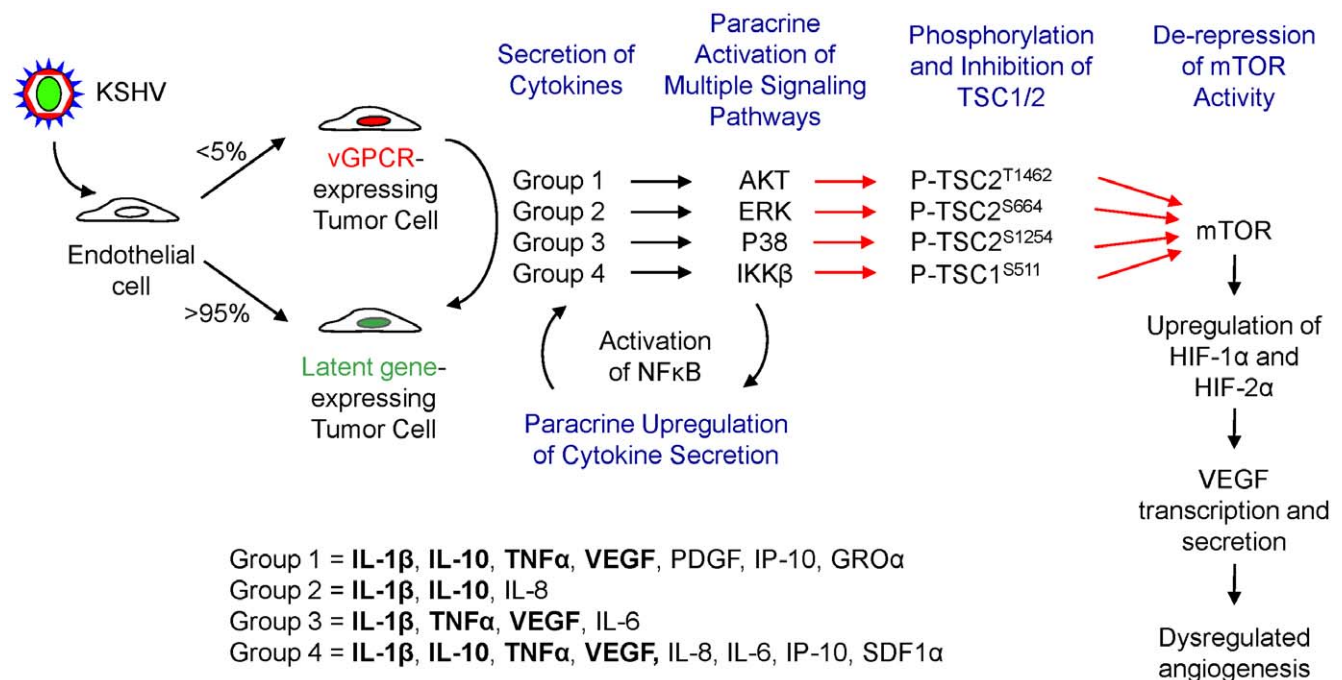 KSHV
Endothelial
cell
<5%
>95%
vGPCR-
expressing
Tumor Cell
Latent gene-
expressing
Tumor Cell
Secretion of
Cytokines
Paracrine
Activation of
Multiple Signaling
Pathways
Phosphorylation
and Inhibition of
TSC1/2
De-repression
of mTOR
Activity
Group 1 AKT P-TSC2T1462
Group 2 ERK P-TSC2S664
Group 3 P38 P-TSC2S1254
Group 4 IKKβ P-TSC1S511
mTOR
Activation
of NFκB
Paracrine Upregulation
of Cytokine Secretion
Upregulation of
HIF-1α and
HIF-2α
VEGF
transcription and
secretion
Dysregulated
angiogenesis
Group 1 = IL-1β, IL-10, TNFα, VEGF, PDGF, IP-10, GROα
Group 2 = IL-1β, IL-10, IL-8
Group 3 = IL-1β, TNFα, VEGF, IL-6
Group 4 = IL-1β, IL-10, TNFα, VEGF, IL-8, IL-6, IP-10, SDF1α